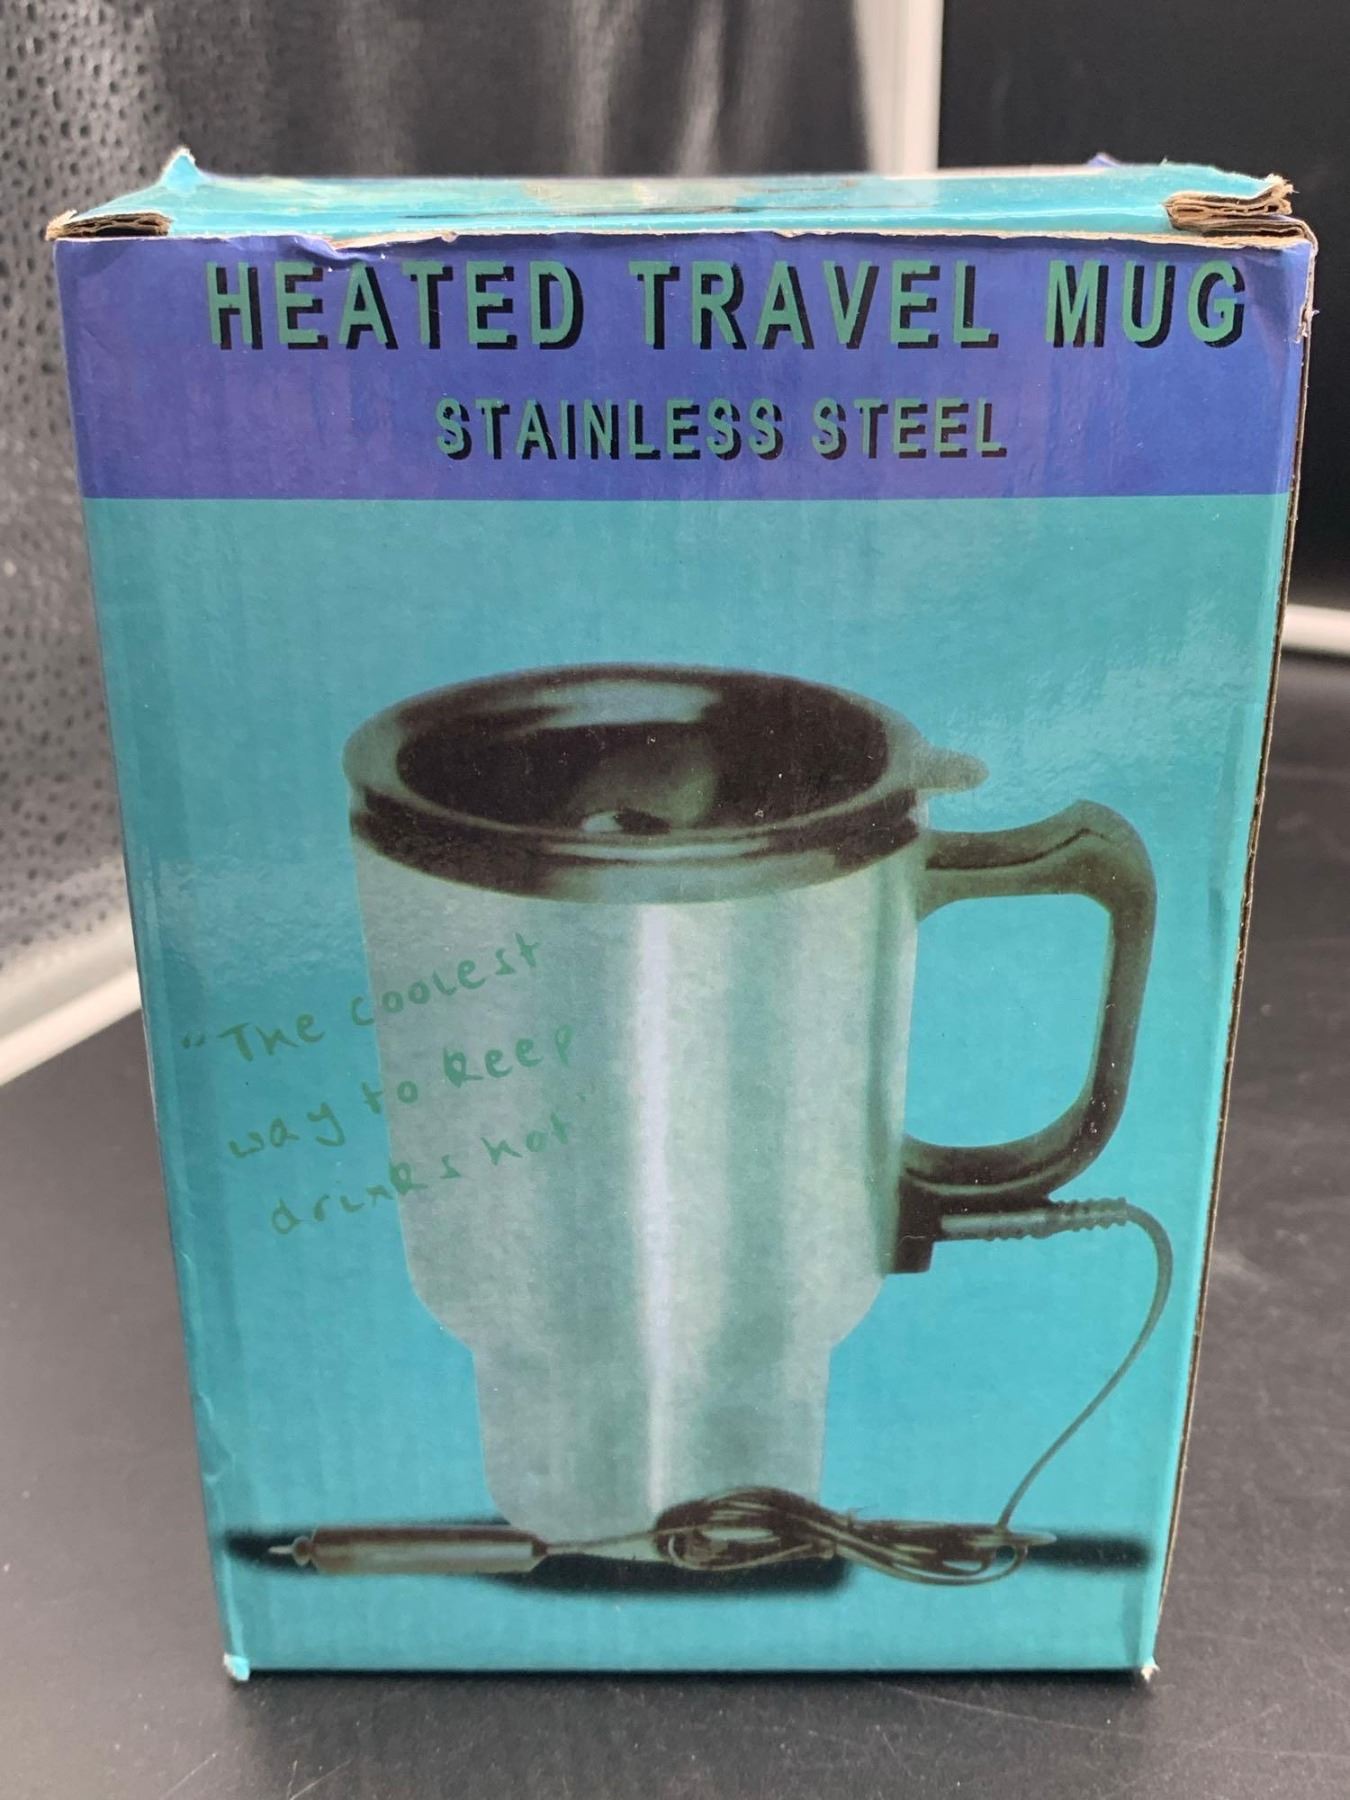 HEATED TRAVEL MUG
STAINLESS STEEL
"The coolest
way to keep
drinks hot"